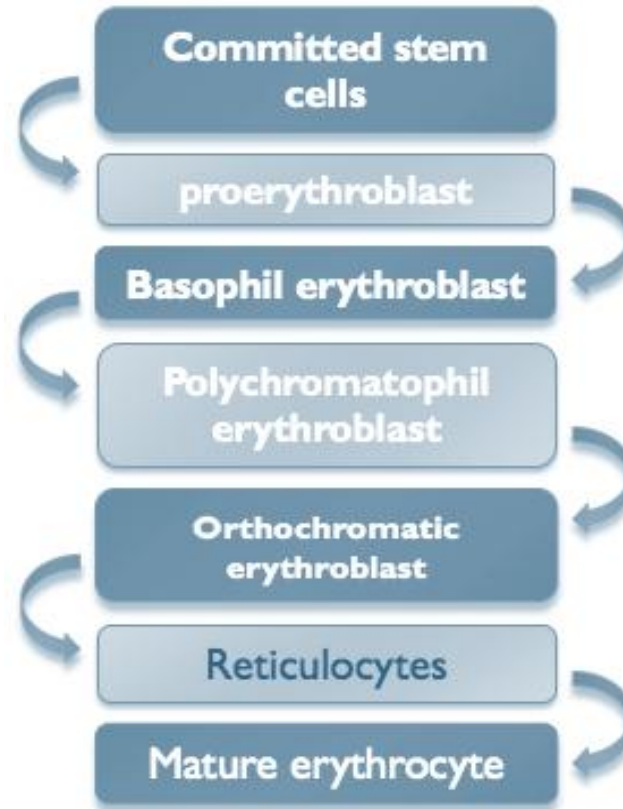 Committed stem
cells
proerythroblast
Basophil erythroblast
Polychromatophil
erythroblast
Orthochromatic
erythroblast
Reticulocytes
Mature erythrocyte